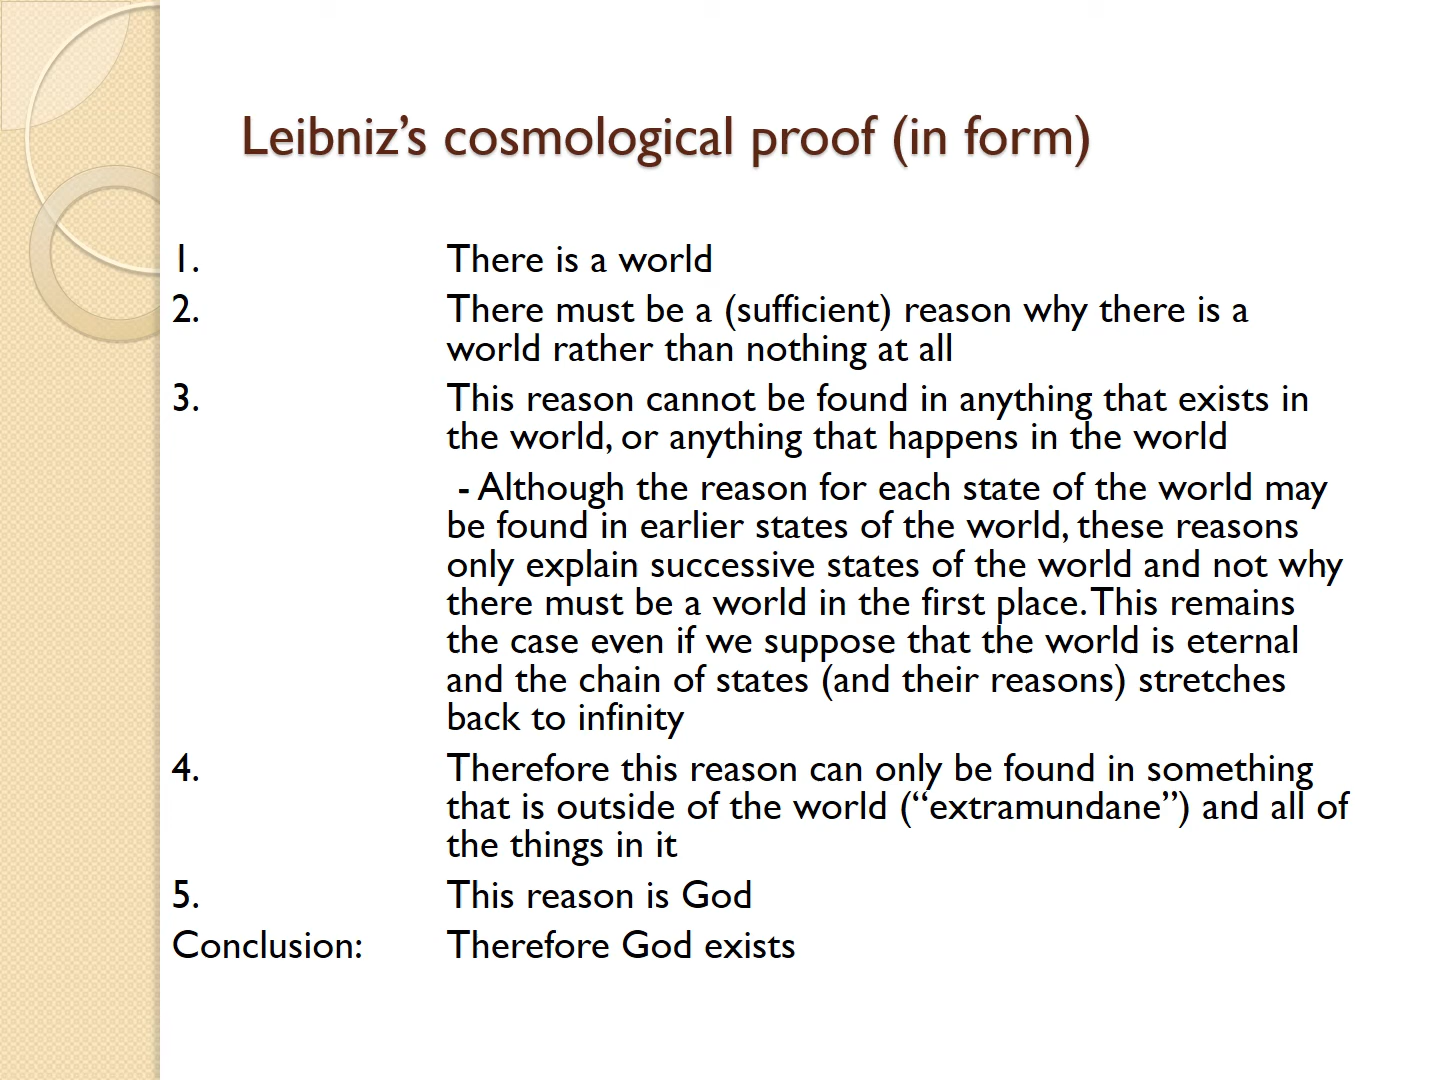 Leibniz’s cosmological proof (in form)
1. There is a world
2. There must be a (sufficient) reason why there is a
world rather than nothing at all
3. This reason cannot be found in anything that exists in
the world, or anything that happens in the world
- Although the reason for each state of the world may
be found in earlier states of the world, these reasons
only explain successive states of the world and not why
there must be a world in the first place. This remains
the case even if we suppose that the world is eternal
and the chain of states (and their reasons) stretches
back to infinity
4. Therefore this reason can only be found in something
that is outside of the world (“extramundane”) and all of
the things in it
5. This reason is God
Conclusion: Therefore God exists